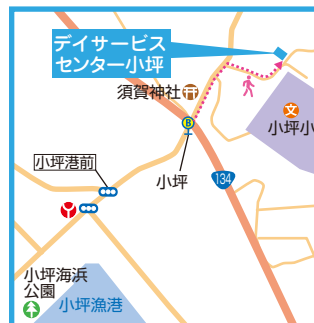 デイサービス
センター小坪
須賀神社
文
小坪小
B
小坪
134
小坪港前
小坪海浜
公園
小坪漁港